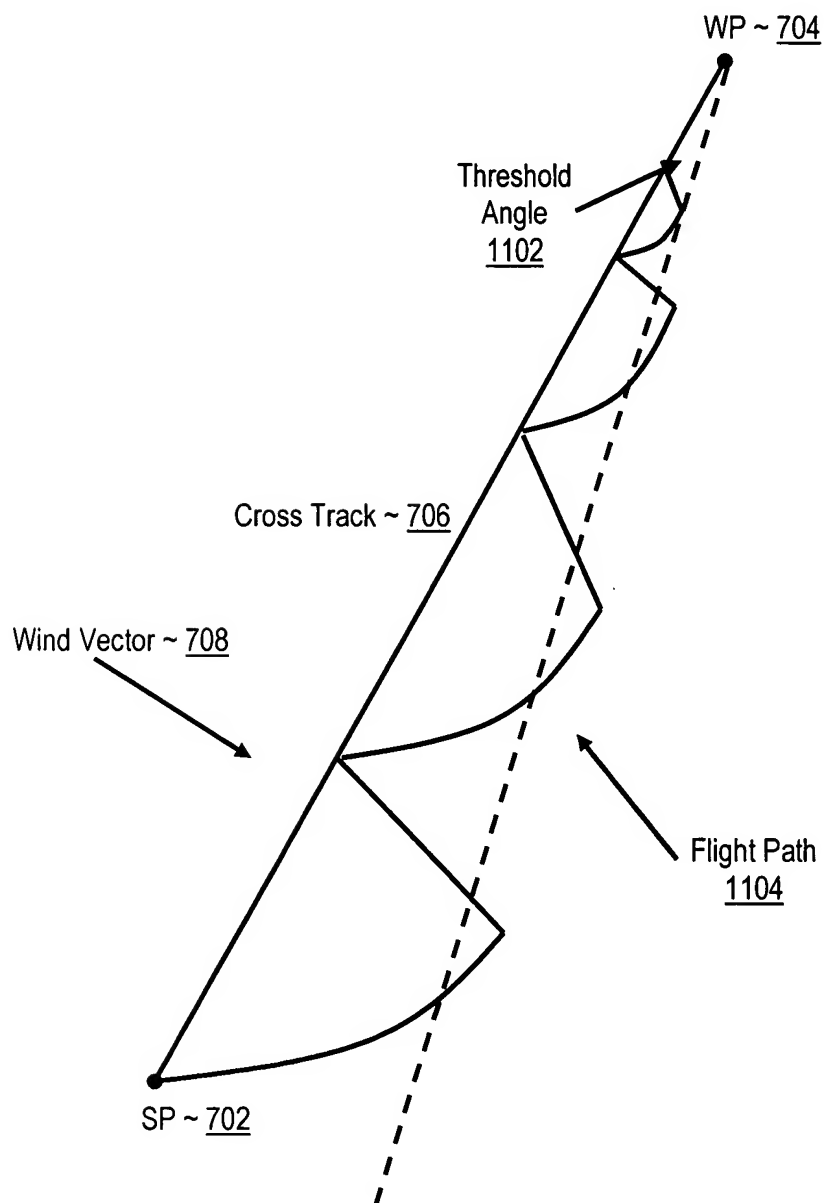 WP ~ 704
Threshold
Angle
1102
Cross Track ~ 706
Wind Vector ~ 708
Flight Path
1104
SP ~ 702